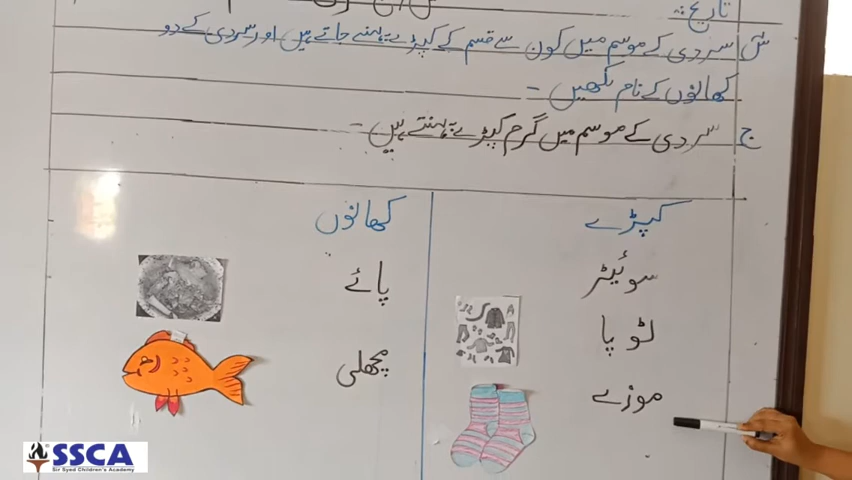 تاریخ:
س سردی کے موسم میں کون سے قسم کے کپڑے پہنے جاتے ہیں اور سردی کے دو
کھانوں کے نام لکھیں -
ج سردی کے موسم میں گرم کپڑے پہنتے ہیں -
کپڑے
سوئیٹر
ٹوپا
موزے
کھانوں
پائے
مچھلی
SSCA
Sir Syed Children's Academy